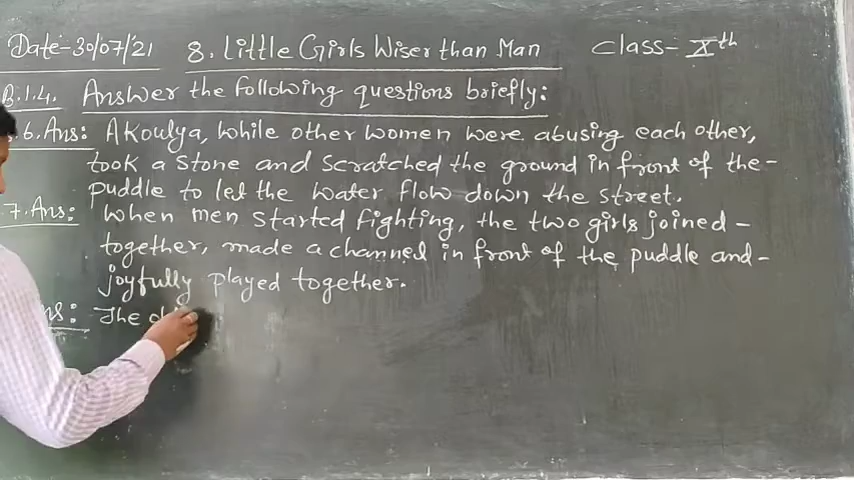 Date-30/07/21 8. Little Girls Wiser than Man Class- Xth
B.1.4. Answer the following questions briefly:
6. Ans: Akoulya, while other women were abusing each other,
took a stone and scratched the ground in front of the-
puddle to let the water flow down the street.
7. Ans: When men started fighting, the two girls joined-
together, made a channel in front of the puddle and-
joyfully played together.
ns: The